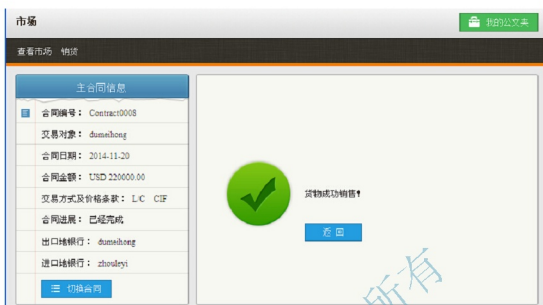 市场
我的公文夹
查看市场 销货
主合同信息
合同编号： Contract0008
交易对象： dumeihong
合同日期： 2014-11-20
合同金额： USD 220000.00
交易方式及价格条款： L/C CIF
合同进展： 已经完成
出口地银行： dumeihong
进口地银行： zhouleyi
切换合同
货物成功销售！
返 回
所有